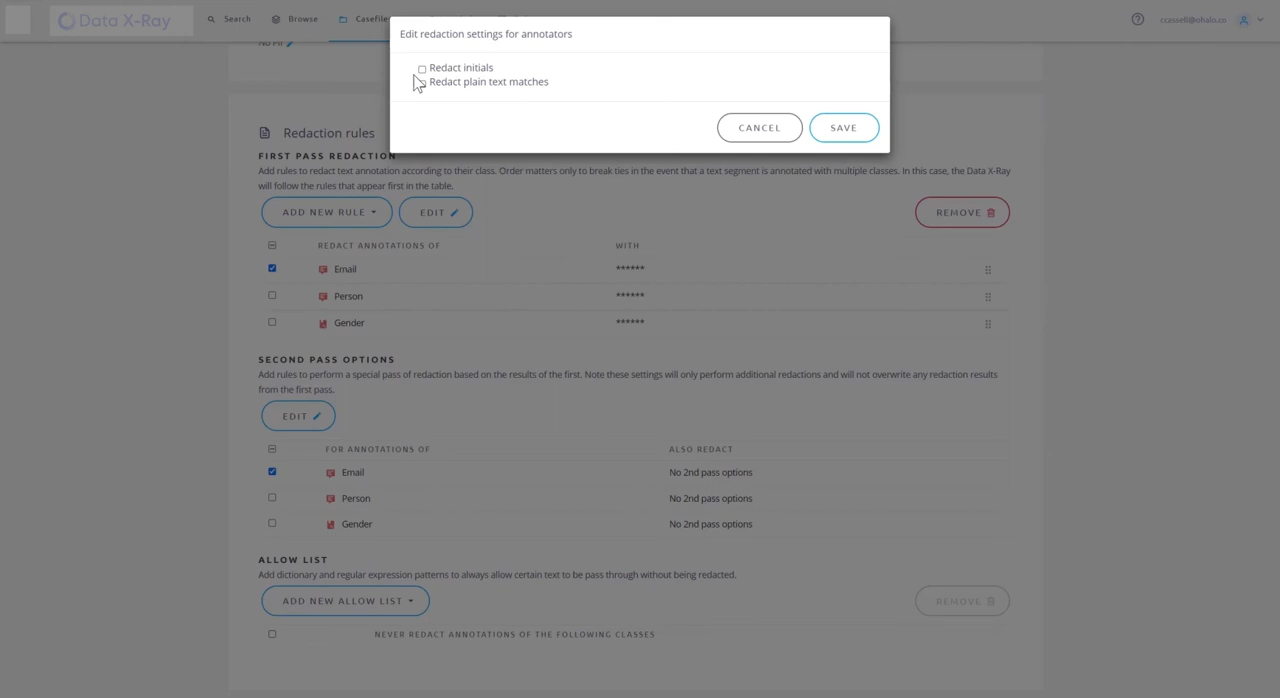 Data X-Ray
Search
Browse
Casefile
rcassell@ohalo.co
Edit redaction settings for annotators
Redact initials
Redact plain text matches
CANCEL
SAVE
Redaction rules
FIRST PASS REDACTION
Add rules to redact text annotation according to their class. Order matters only to break ties in the event that a text segment is annotated with multiple classes. In this case, the Data X-Ray
will follow the rules that appear first in the table.
ADD NEW RULE
EDIT
REMOVE
REDACT ANNOTATIONS OF
WITH
Email
******
Person
******
Gender
******
SECOND PASS OPTIONS
Add rules to perform a special pass of redaction based on the results of the first. Note these settings will only perform additional redactions and will not overwrite any redaction results
from the first pass.
EDIT
FOR ANNOTATIONS OF
ALSO REDACT
Email
No 2nd pass options
Person
No 2nd pass options
Gender
No 2nd pass options
ALLOW LIST
Add dictionary and regular expression patterns to always allow certain text to be pass through without being redacted.
ADD NEW ALLOW LIST
REMOVE
NEVER REDACT ANNOTATIONS OF THE FOLLOWING CLASSES